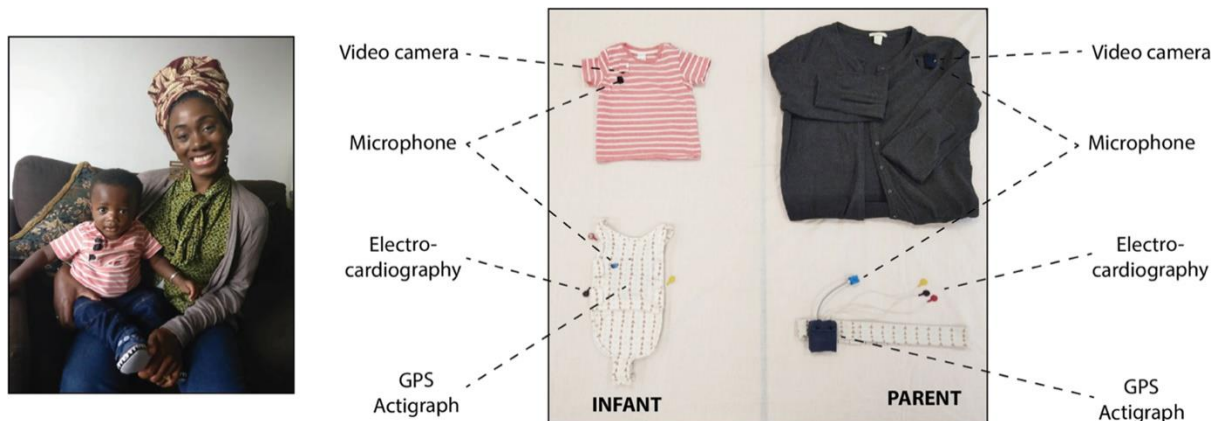 Video camera
Microphone
Electro-
cardiography
GPS
Actigraph
INFANT
PARENT
Video camera
Microphone
Electro-
cardiography
GPS
Actigraph